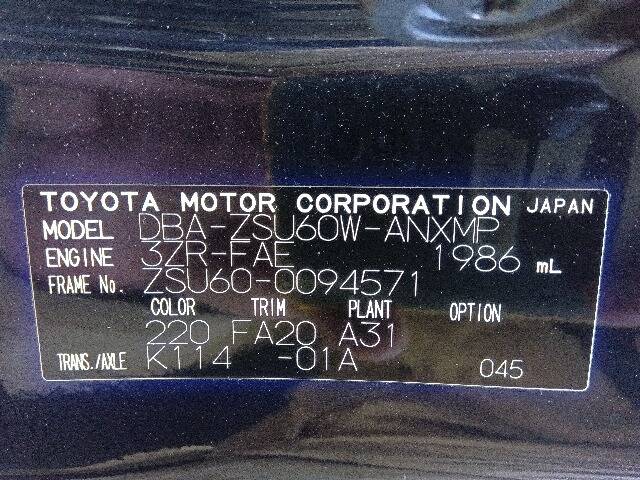 TOYOTA MOTOR CORPORATION JAPAN
MODEL DBA-ZSU60W-ANXMP
ENGINE 3ZR-FAE 1986 mL
FRAME No. ZSU60-0094571
COLOR TRIM PLANT OPTION
220 FA20 A31
TRANS./AXLE K114 -01A 045